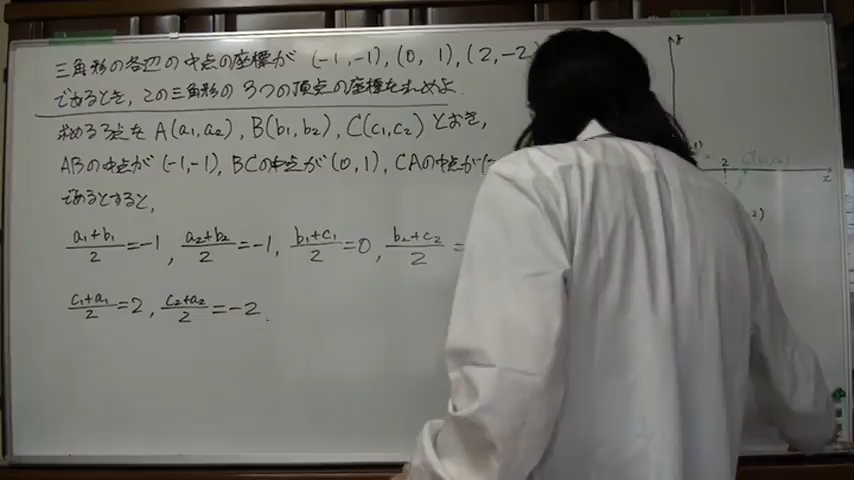 三角形の各辺の中点の座標が (-1,-1), (0, 1), (2,-2
であるとき, この三角形の 3つの頂点の座標を求めよ.
求める3点を A(a₁,a₂), B(b₁,b₂), C(c₁,c₂) とおき,
ABの中点が (-1,-1), BCの中点が (0,1), CAの中点が(-
であるとすると,
(a₁+b₁)/2=-1, (a₂+b₂)/2=-1, (b₁+c₁)/2=0, (b₂+c₂)/2=
(c₁+a₁)/2=2, (c₂+a₂)/2=-2.
y
2
x
2)